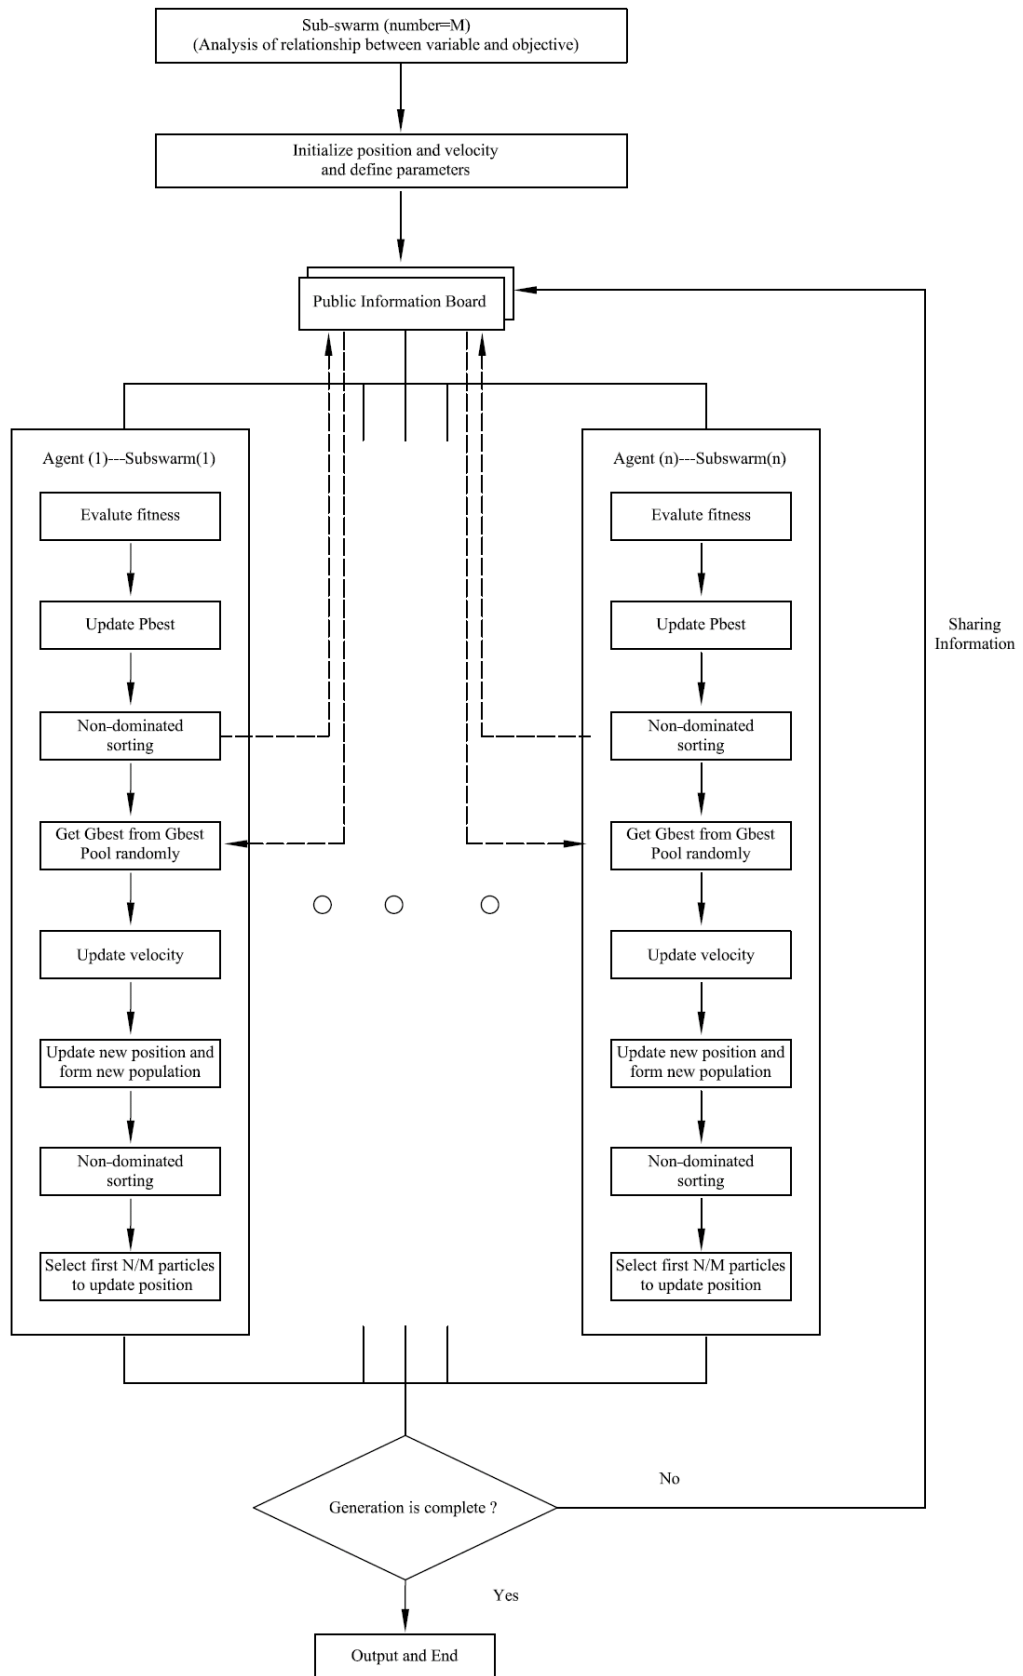 Sub-swarm (number=M)
(Analysis of relationship between variable and objective)
Initialize position and velocity
and define parameters
Public Information Board
Agent (1)---Subswarm(1)
Evalute fitness
Update Pbest
Non-dominated
sorting
Get Gbest from Gbest
Pool randomly
Update velocity
Update new position and
form new population
Non-dominated
sorting
Select first N/M particles
to update position
Agent (n)---Subswarm(n)
Evalute fitness
Update Pbest
Non-dominated
sorting
Get Gbest from Gbest
Pool randomly
Update velocity
Update new position and
form new population
Non-dominated
sorting
Select first N/M particles
to update position
Sharing
Information
Generation is complete ?
No
Yes
Output and End